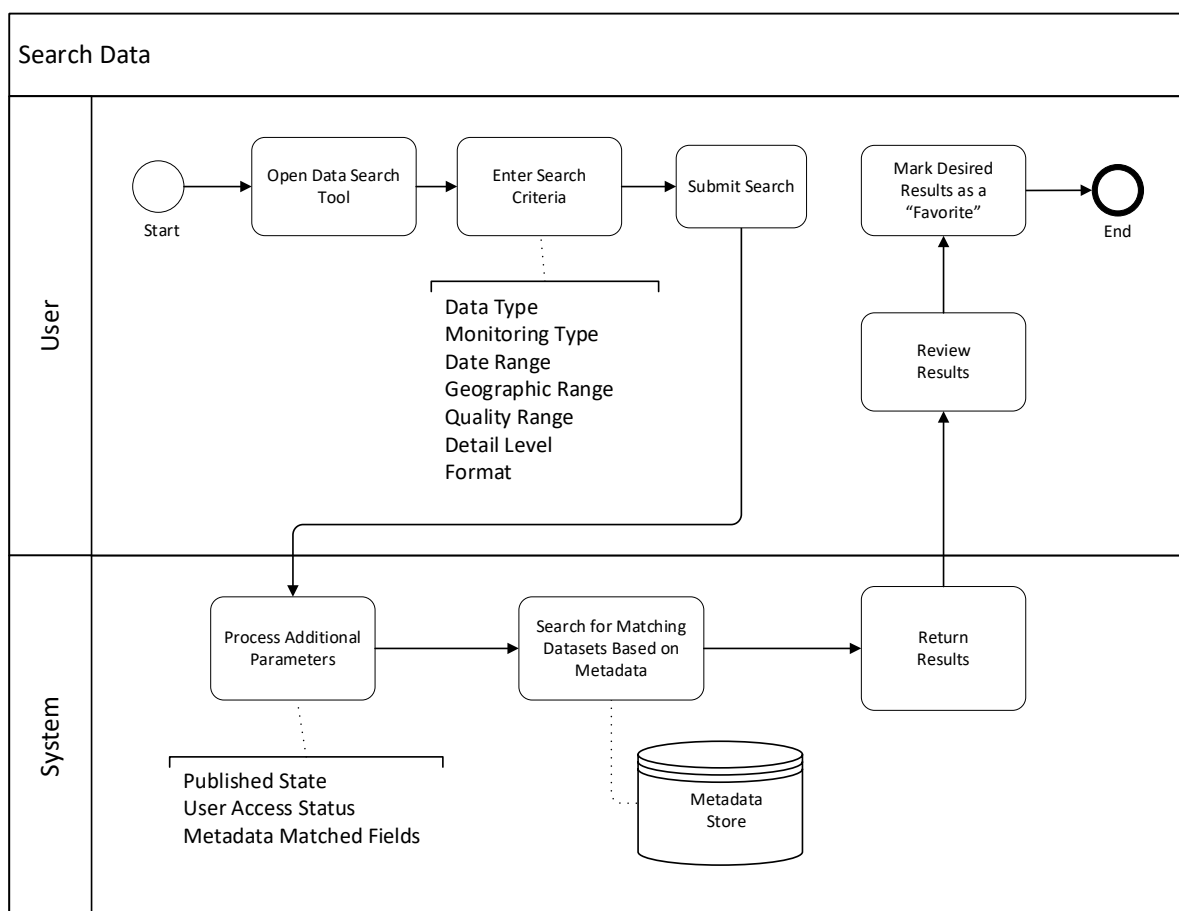 Search Data
User
Start
Open Data Search
Tool
Enter Search
Criteria
Submit Search
Mark Desired
Results as a
“Favorite”
End
Data Type
Monitoring Type
Date Range
Geographic Range
Quality Range
Detail Level
Format
Review
Results
System
Process Additional
Parameters
Search for Matching
Datasets Based on
Metadata
Return
Results
Published State
User Access Status
Metadata Matched Fields
Metadata
Store